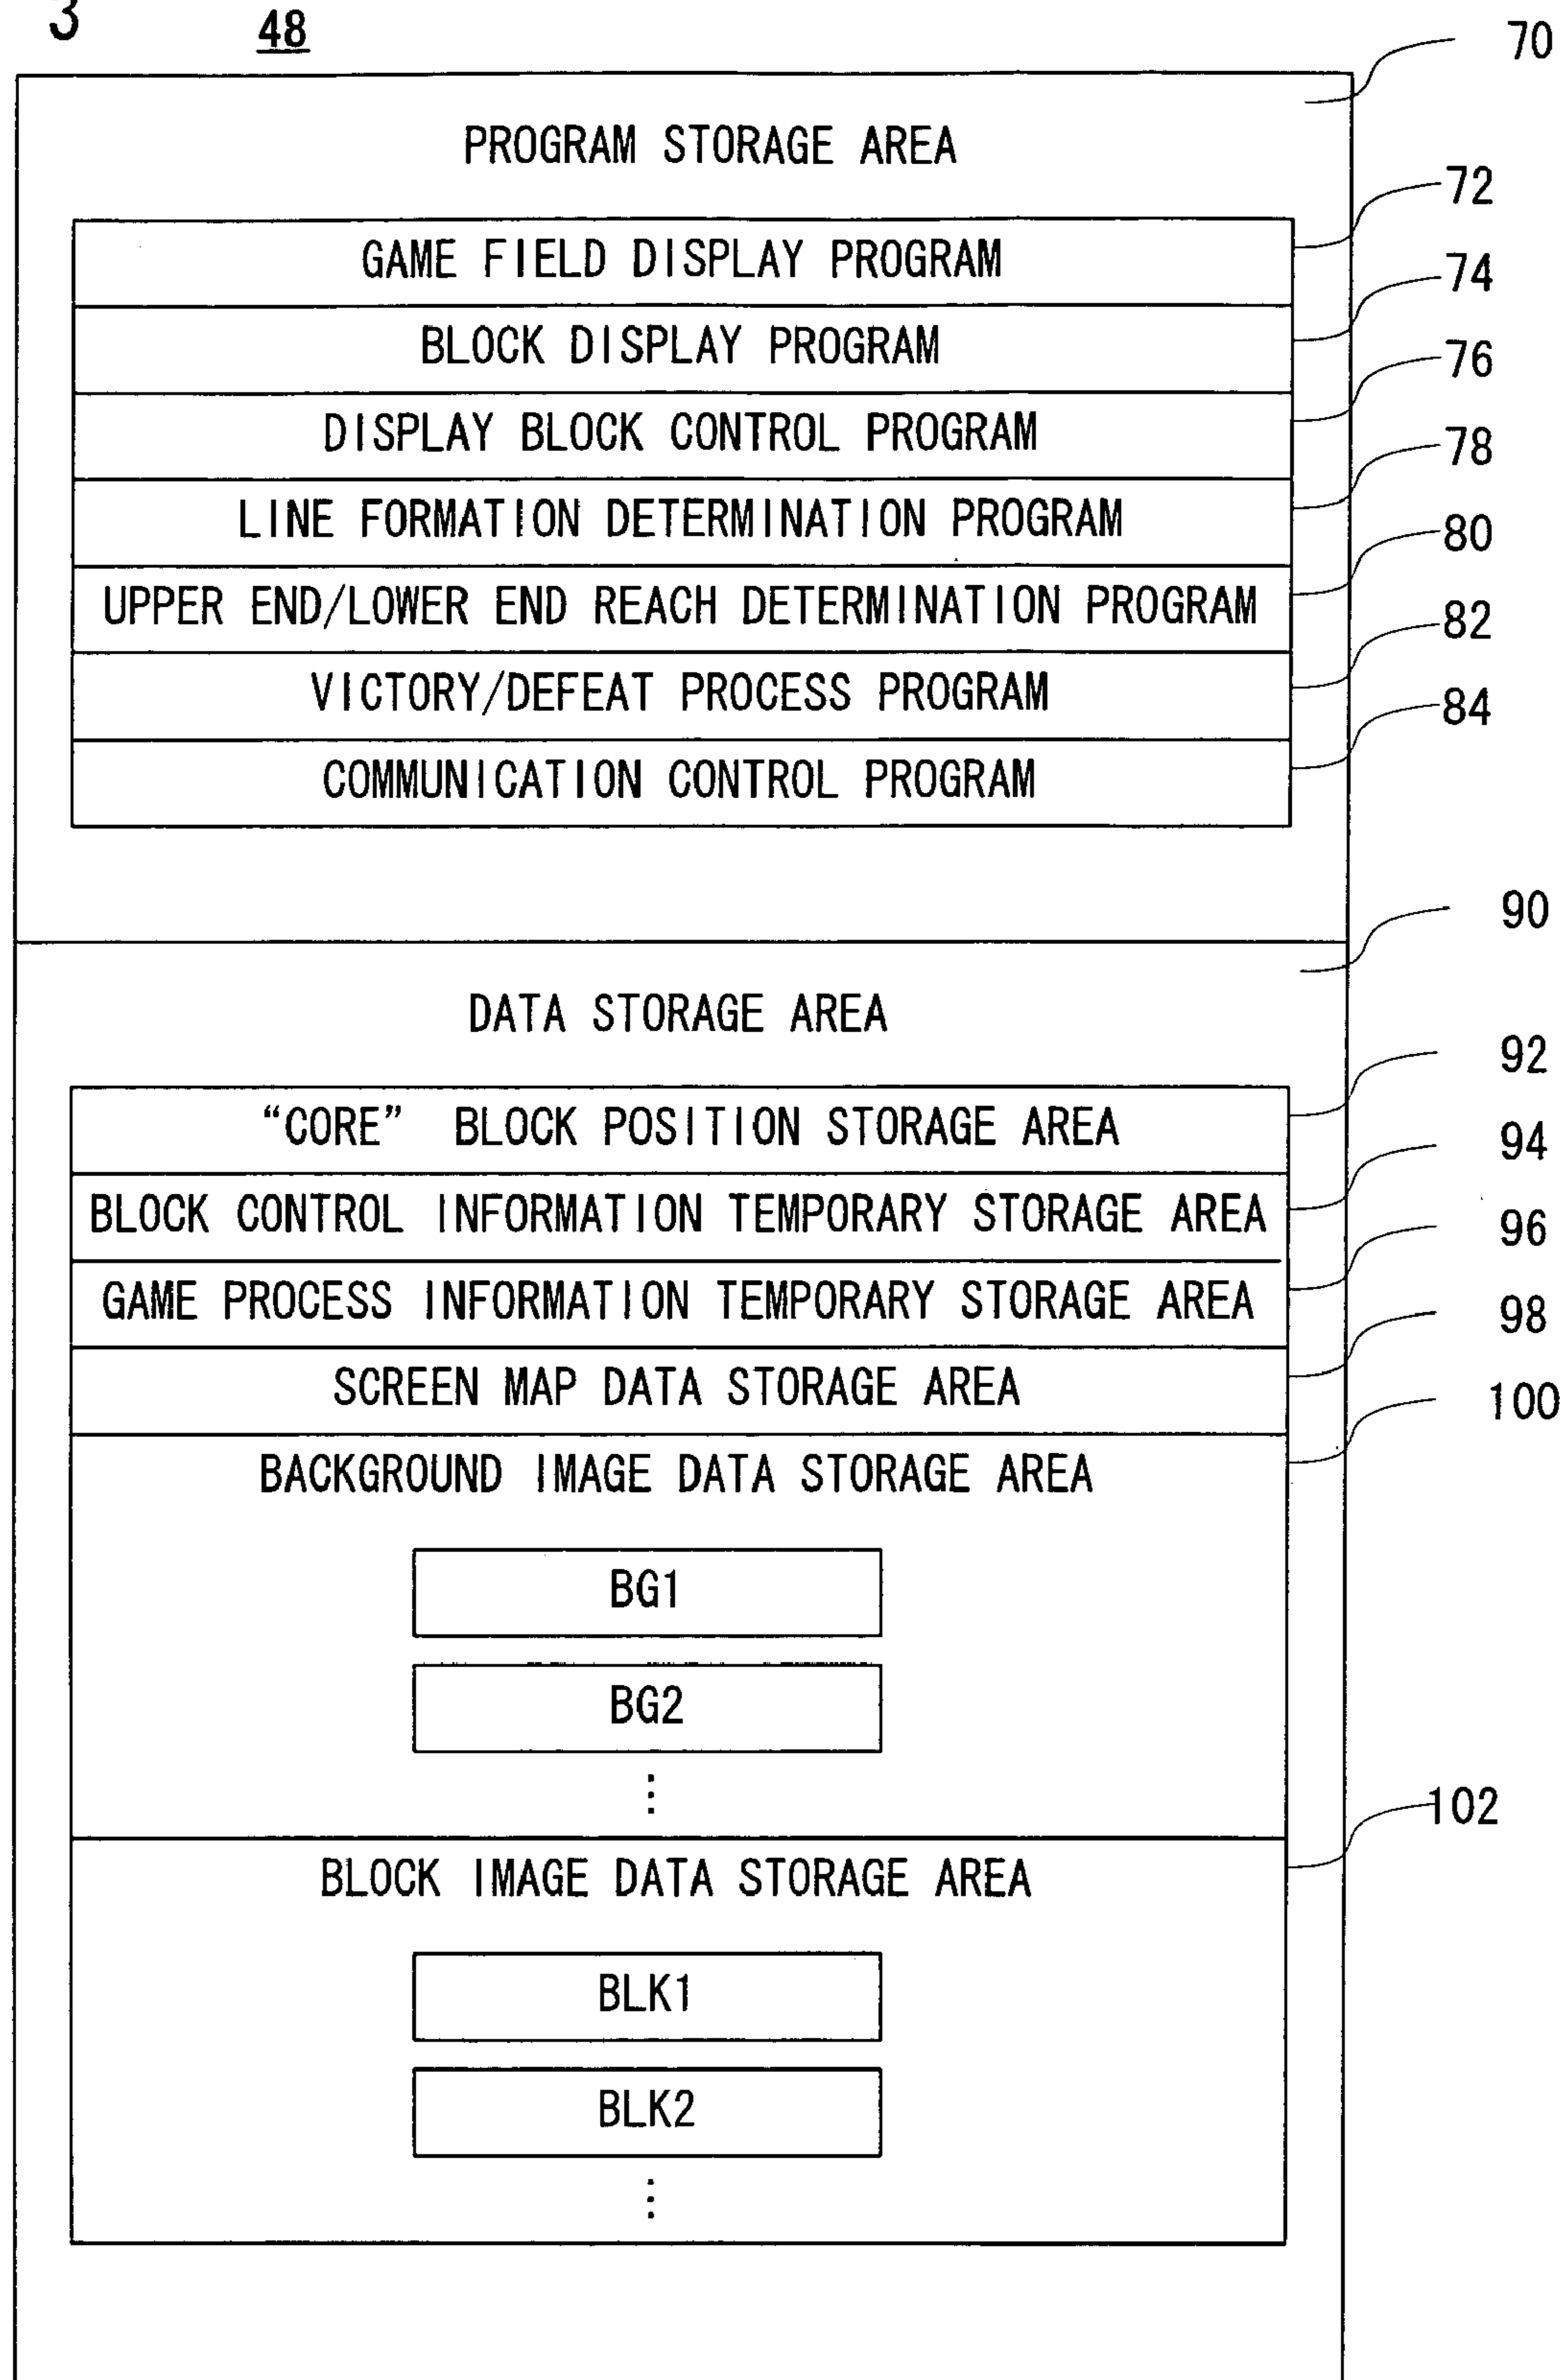 3
48
70
PROGRAM STORAGE AREA
72
GAME FIELD DISPLAY PROGRAM
74
BLOCK DISPLAY PROGRAM
76
DISPLAY BLOCK CONTROL PROGRAM
78
LINE FORMATION DETERMINATION PROGRAM
80
UPPER END/LOWER END REACH DETERMINATION PROGRAM
82
VICTORY/DEFEAT PROCESS PROGRAM
84
COMMUNICATION CONTROL PROGRAM
90
DATA STORAGE AREA
92
“CORE” BLOCK POSITION STORAGE AREA
94
BLOCK CONTROL INFORMATION TEMPORARY STORAGE AREA
96
GAME PROCESS INFORMATION TEMPORARY STORAGE AREA
98
SCREEN MAP DATA STORAGE AREA
100
BACKGROUND IMAGE DATA STORAGE AREA
BG1
BG2
⋮
102
BLOCK IMAGE DATA STORAGE AREA
BLK1
BLK2
⋮